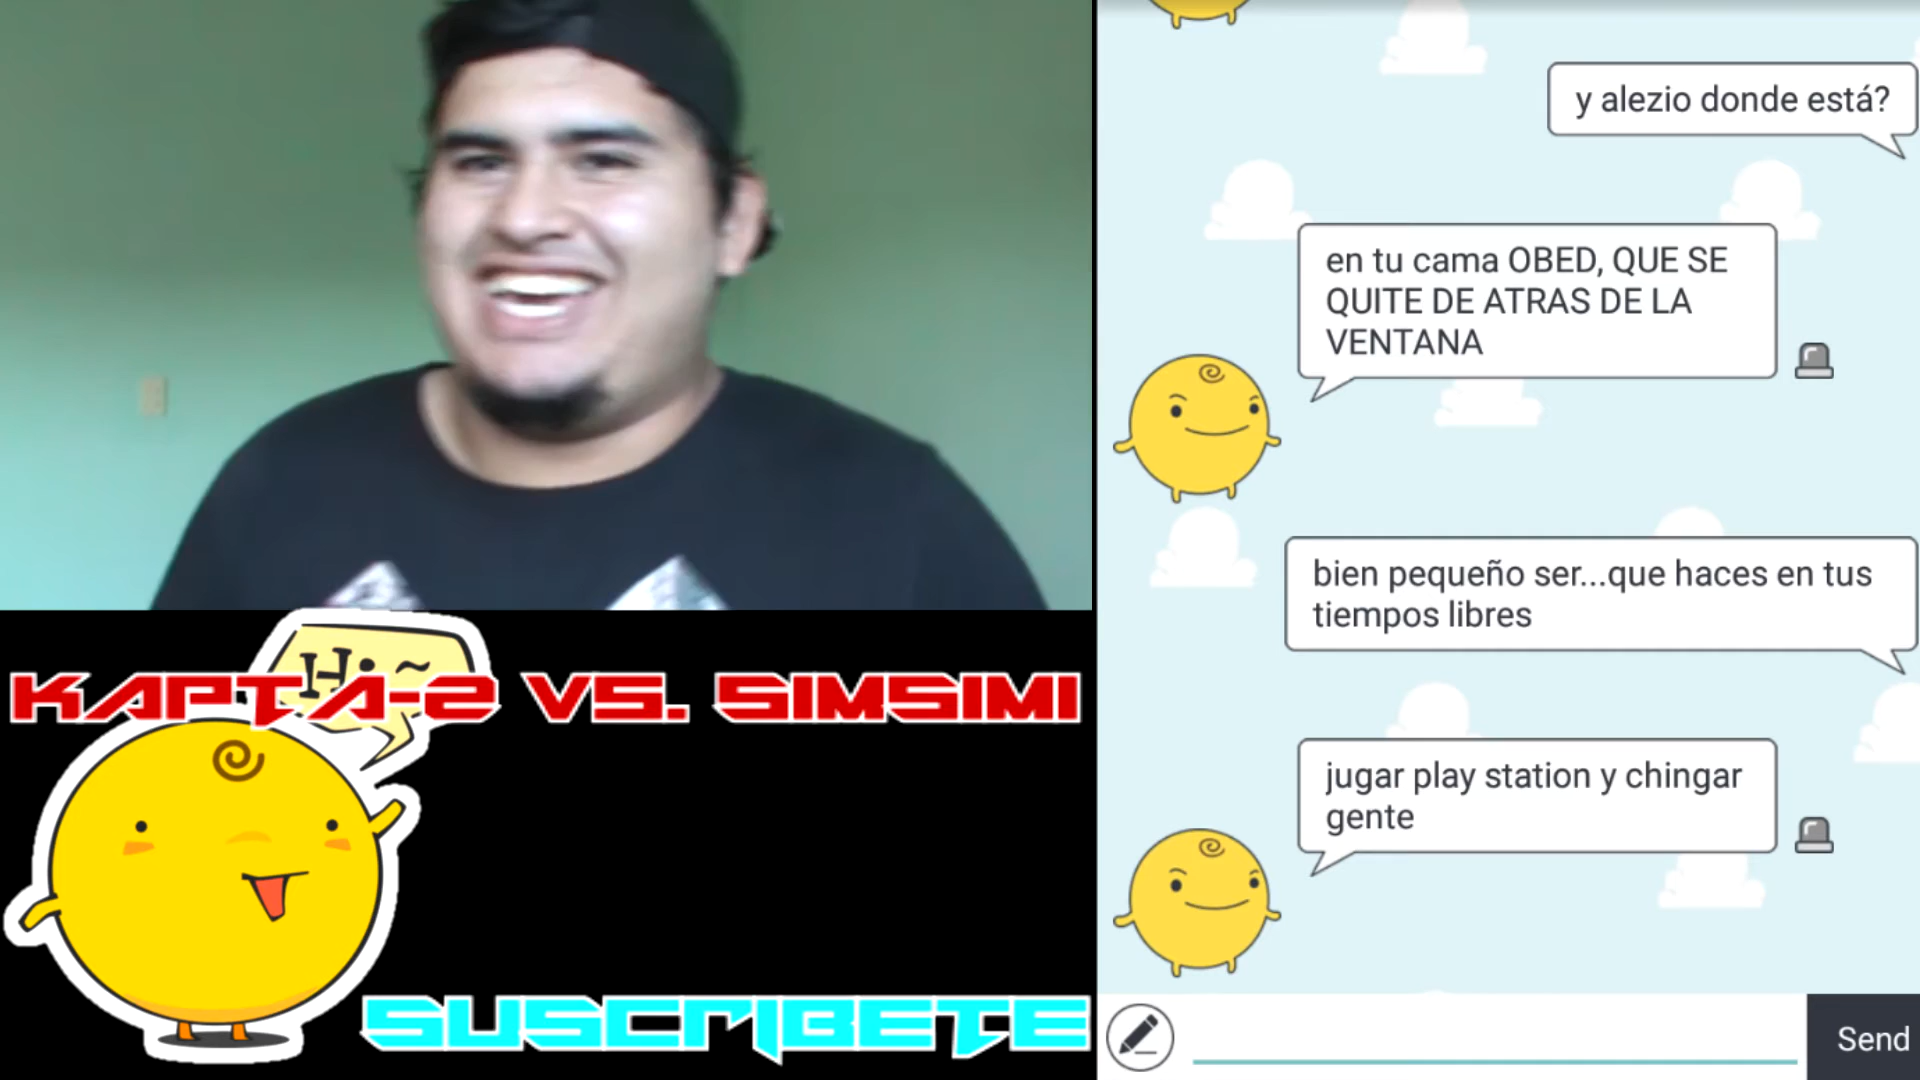 y alezio donde está?
en tu cama OBED, QUE SE
QUITE DE ATRAS DE LA
VENTANA
bien pequeño ser...que haces en tus
tiempos libres
jugar play station y chingar
gente
Send
Hi~
KAPTA-2 VS. SIMSIMI
SUSCRIBETE